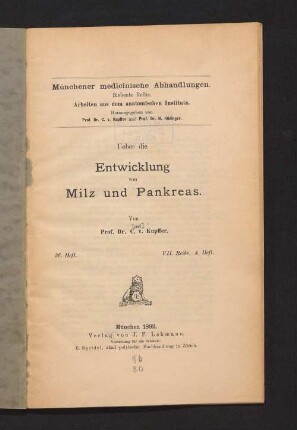 Münchener medicinische Abhandlungen.
Siebente Reihe.
Arbeiten aus dem anatomischen Institute.
Herausgegeben von
Prof. Dr. C. v. Kupffer und Prof. Dr. N. Rüdinger.
Ueber die
Entwicklung
von
Milz und Pankreas.
Von
Prof. Dr. C. v. Kupffer.
VII. Reihe, 4. Heft.
München 1892.
Verlag von J. F. Lehmann.